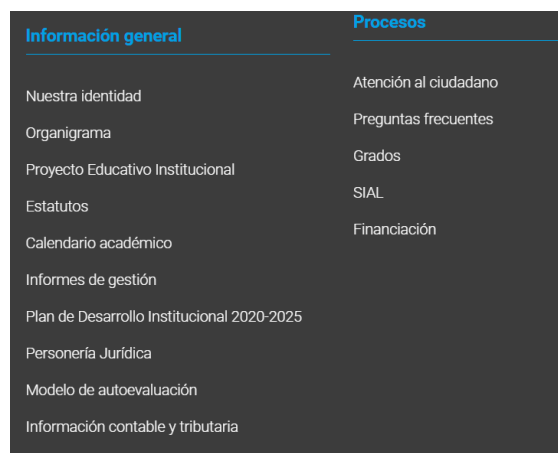 Información general
Nuestra identidad
Organigrama
Proyecto Educativo Institucional
Estatutos
Calendario académico
Informes de gestión
Plan de Desarrollo Institucional 2020-2025
Personería Jurídica
Modelo de autoevaluación
Información contable y tributaria
Procesos
Atención al ciudadano
Preguntas frecuentes
Grados
SIAL
Financiación